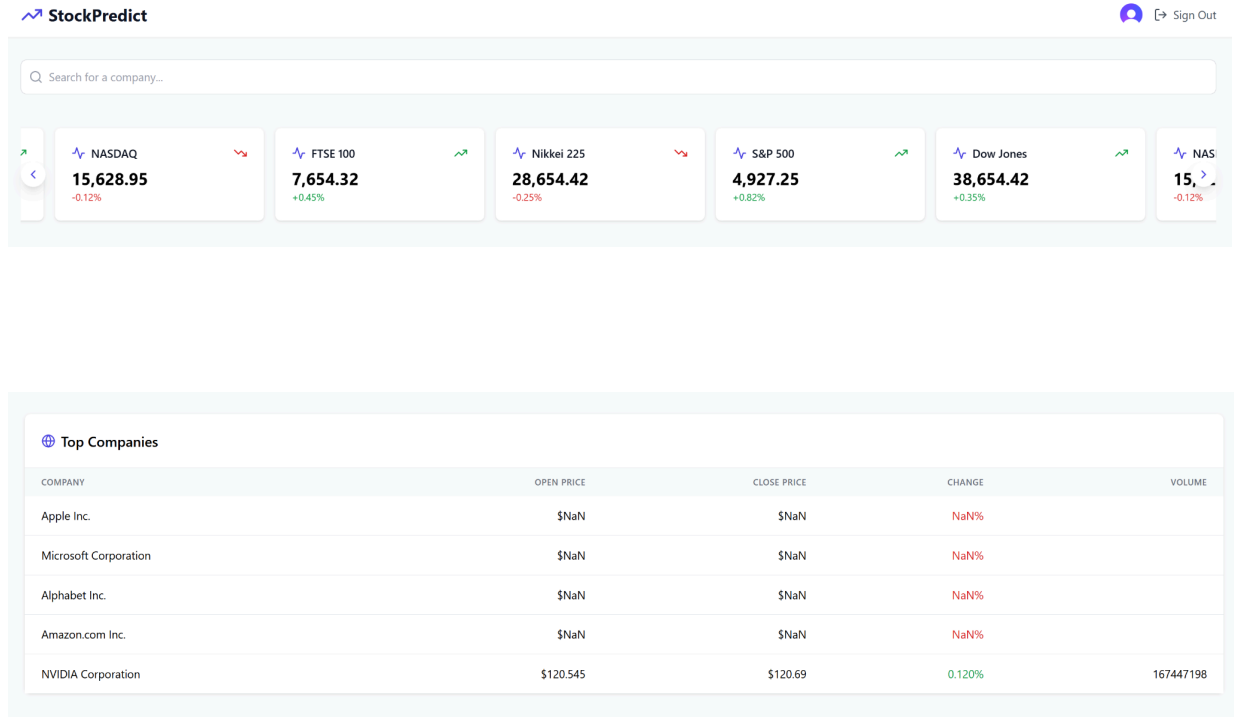 StockPredict
Sign Out
Search for a company...
NASDAQ
15,628.95
-0.12%
FTSE 100
7,654.32
+0.45%
Nikkei 225
28,654.42
-0.25%
S&P 500
4,927.25
+0.82%
Dow Jones
38,654.42
+0.35%
-0.12%
Top Companies
COMPANY OPEN PRICE CLOSE PRICE CHANGE VOLUME
Apple Inc. $NaN $NaN NaN%
Microsoft Corporation $NaN $NaN NaN%
Alphabet Inc. $NaN $NaN NaN%
Amazon.com Inc. $NaN $NaN NaN%
NVIDIA Corporation $120.545 $120.69 0.120% 167447198